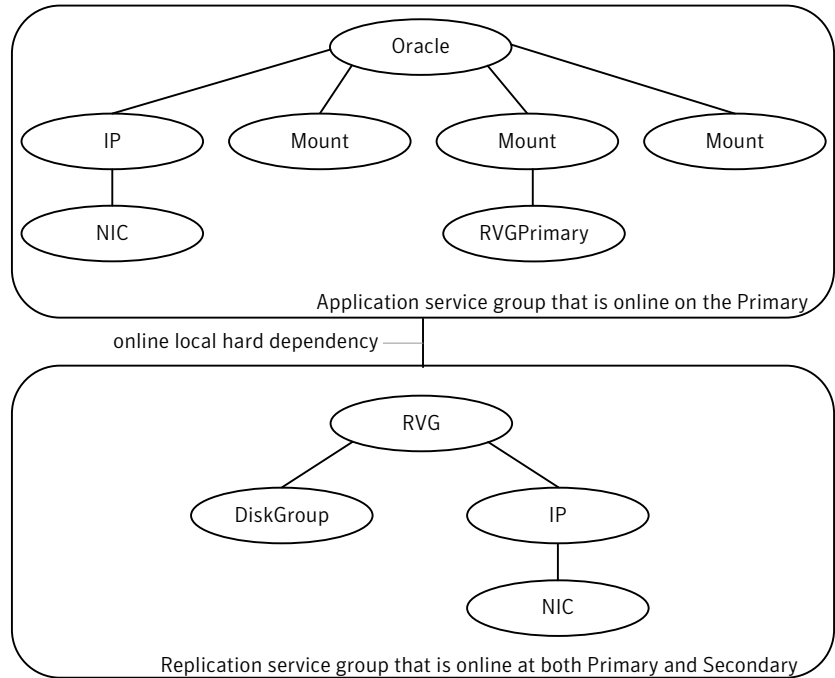 Oracle
IP
Mount
Mount
Mount
NIC
RVGPrimary
Application service group that is online on the Primary
online local hard dependency
RVG
DiskGroup
IP
NIC
Replication service group that is online at both Primary and Secondary